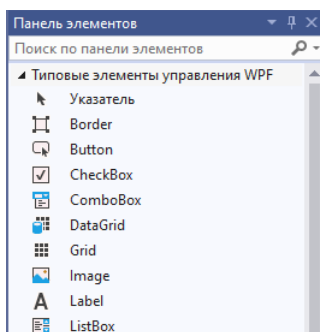 Панель элементов
Поиск по панели элементов
Типовые элементы управления WPF
Указатель
Border
Button
CheckBox
ComboBox
DataGrid
Grid
Image
Label
ListBox